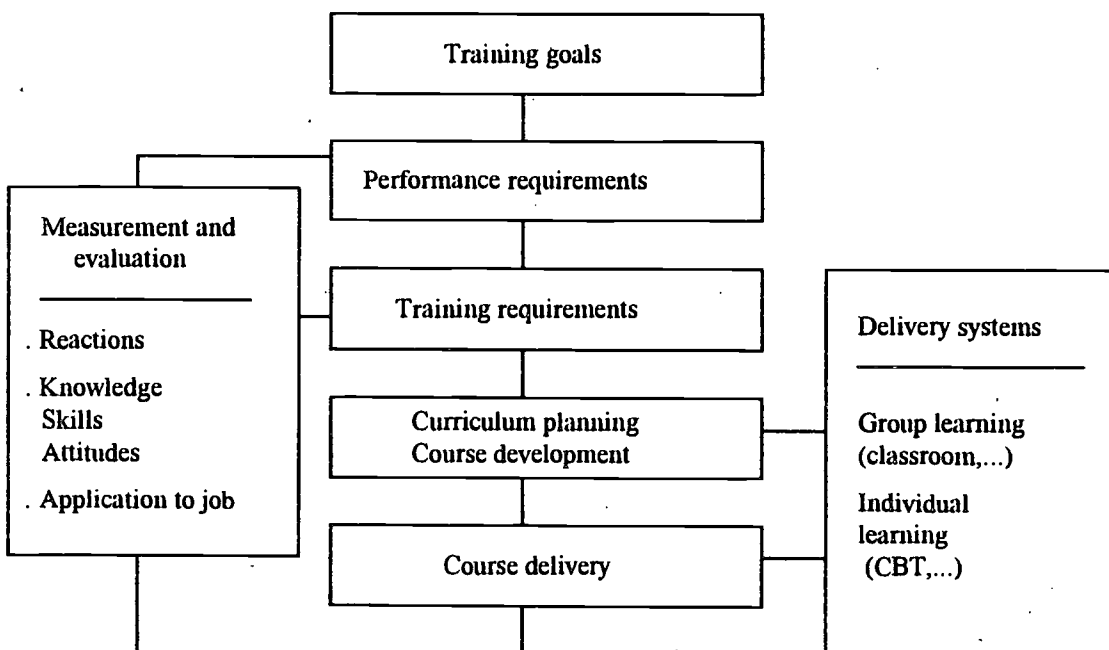 Training goals
Performance requirements
Measurement and
evaluation
. Reactions
. Knowledge
Skills
Attitudes
. Application to job
Training requirements
Curriculum planning
Course development
Course delivery
Delivery systems
Group learning
(classroom,...)
Individual
learning
(CBT,...)